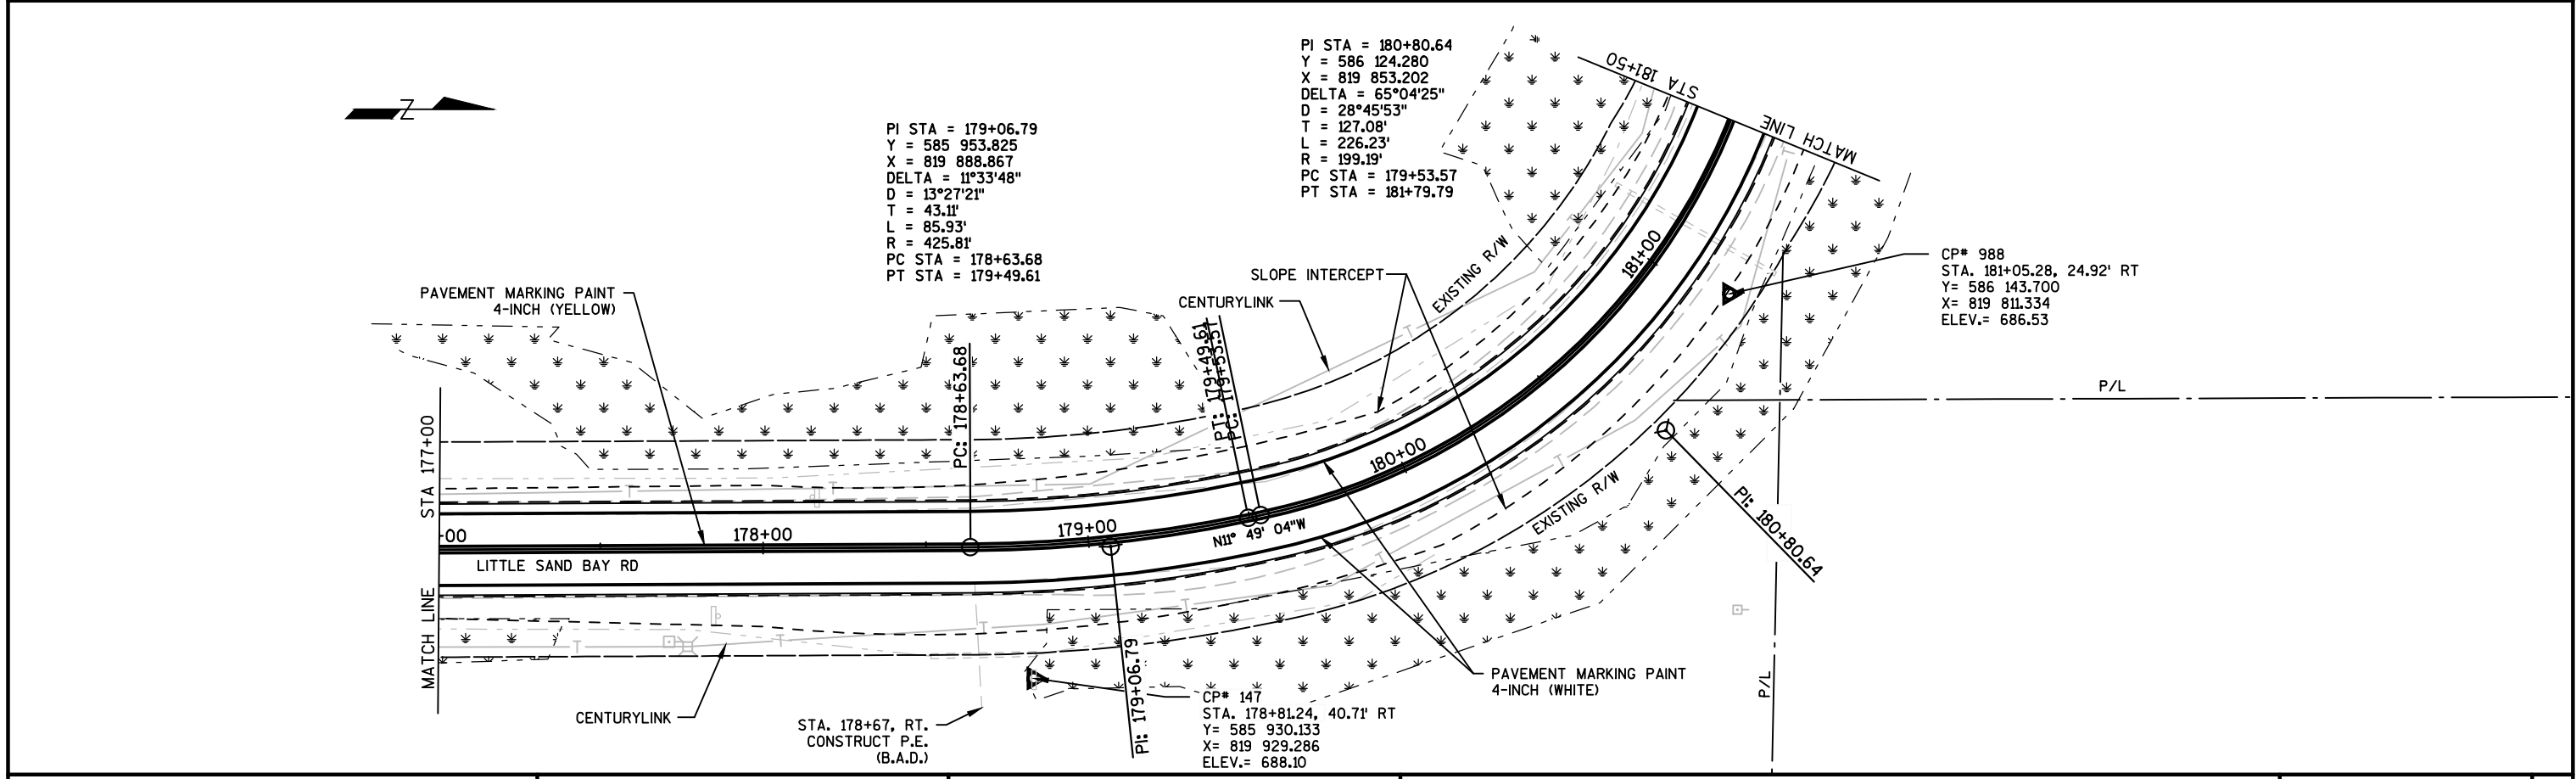 Z
PI STA = 179+06.79
Y = 585 953.825
X = 819 888.867
DELTA = 11°33'48"
D = 13°27'21"
T = 43.11'
L = 85.93'
R = 425.81'
PC STA = 178+63.68
PT STA = 179+49.61
PI STA = 180+80.64
Y = 586 124.280
X = 819 853.202
DELTA = 65°04'25"
D = 28°45'53"
T = 127.08'
L = 226.23'
R = 199.19'
PC STA = 179+53.57
PT STA = 181+79.79
STA 181+50
MATCH LINE
CP# 988
STA. 181+05.28, 24.92' RT
Y= 586 143.700
X= 819 811.334
ELEV.= 686.53
PAVEMENT MARKING PAINT
4-INCH (YELLOW)
SLOPE INTERCEPT
CENTURYLINK
EXISTING R/W
181+00
PC: 178+63.68
PT: 179+49.61
PC: 179+53.57
P/L
MATCH LINE
STA 177+00
+00
178+00
179+00
180+00
N11° 49' 04"W
LITTLE SAND BAY RD
EXISTING R/W
PI: 180+80.64
P/L
PI: 179+06.79
CENTURYLINK
STA. 178+67, RT.
CONSTRUCT P.E.
(B.A.D.)
CP# 147
STA. 178+81.24, 40.71' RT
Y= 585 930.133
X= 819 929.286
ELEV.= 688.10
PAVEMENT MARKING PAINT
4-INCH (WHITE)
T
T
T
T
T
T
T
T
T
T
T
T